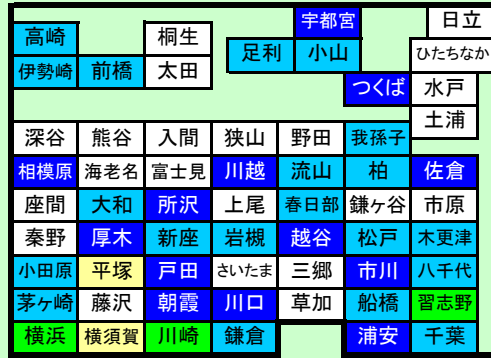 宇都宮 日立
高崎 桐生 足利 小山 ひたちなか
伊勢崎 前橋 太田 つくば 水戸
土浦
深谷 熊谷 入間 狭山 野田 我孫子
相模原 海老名 富士見 川越 流山 柏 佐倉
座間 大和 所沢 上尾 春日部 鎌ヶ谷 市原
秦野 厚木 新座 岩槻 越谷 松戸 木更津
小田原 平塚 戸田 さいたま 三郷 市川 八千代
茅ヶ崎 藤沢 朝霞 川口 草加 船橋 習志野
横浜 横須賀 川崎 鎌倉 浦安 千葉